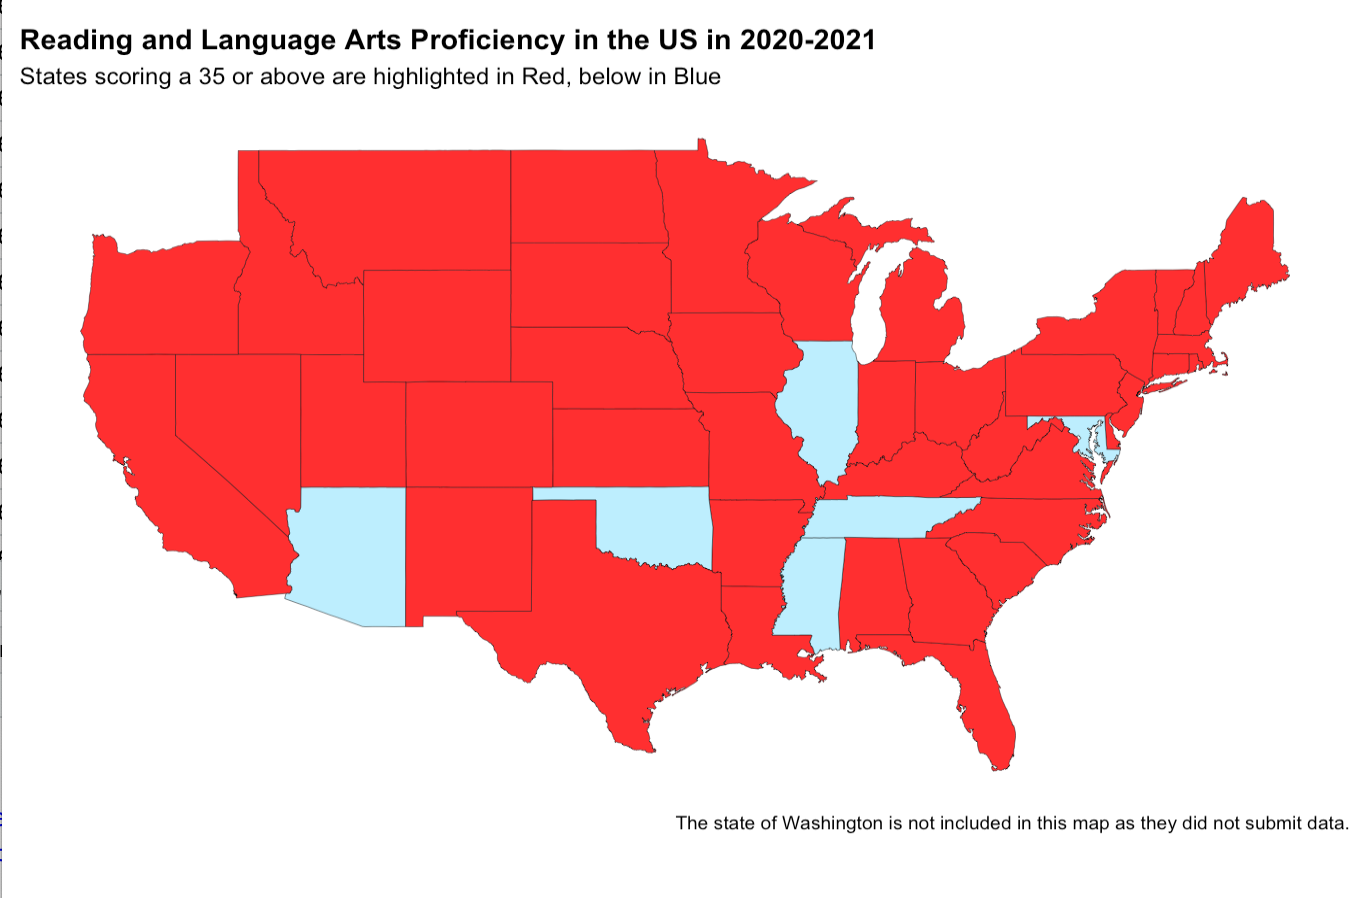 Reading and Language Arts Proficiency in the US in 2020-2021
States scoring a 35 or above are highlighted in Red, below in Blue
The state of Washington is not included in this map as they did not submit data.